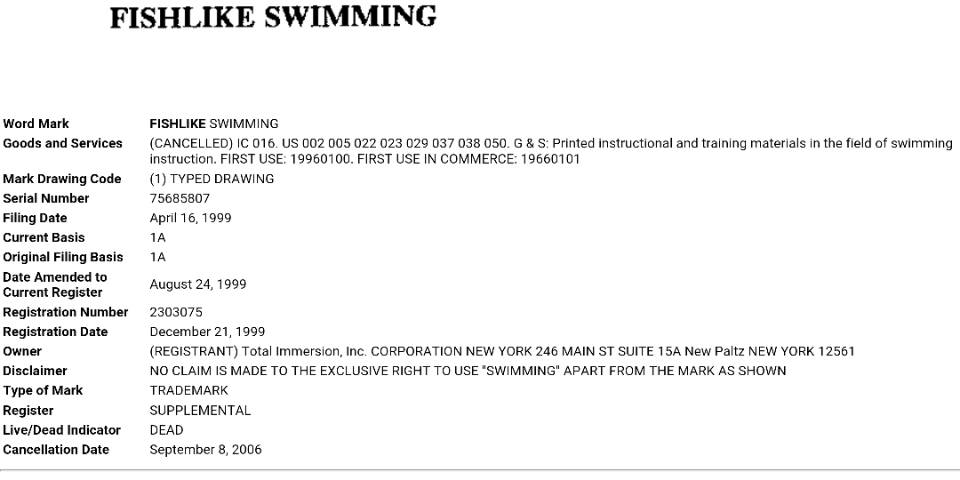 FISHLIKE SWIMMING
Word Mark FISHLIKE SWIMMING
Goods and Services (CANCELLED) IC 016. US 002 005 022 023 029 037 038 050. G & S: Printed instructional and training materials in the field of swimming
instruction. FIRST USE: 19960100. FIRST USE IN COMMERCE: 19660101
Mark Drawing Code (1) TYPED DRAWING
Serial Number 75685807
Filing Date April 16, 1999
Current Basis 1A
Original Filing Basis 1A
Date Amended to
Current Register August 24, 1999
Registration Number 2303075
Registration Date December 21, 1999
Owner (REGISTRANT) Total Immersion, Inc. CORPORATION NEW YORK 246 MAIN ST SUITE 15A New Paltz NEW YORK 12561
Disclaimer NO CLAIM IS MADE TO THE EXCLUSIVE RIGHT TO USE "SWIMMING" APART FROM THE MARK AS SHOWN
Type of Mark TRADEMARK
Register SUPPLEMENTAL
Live/Dead Indicator DEAD
Cancellation Date September 8, 2006